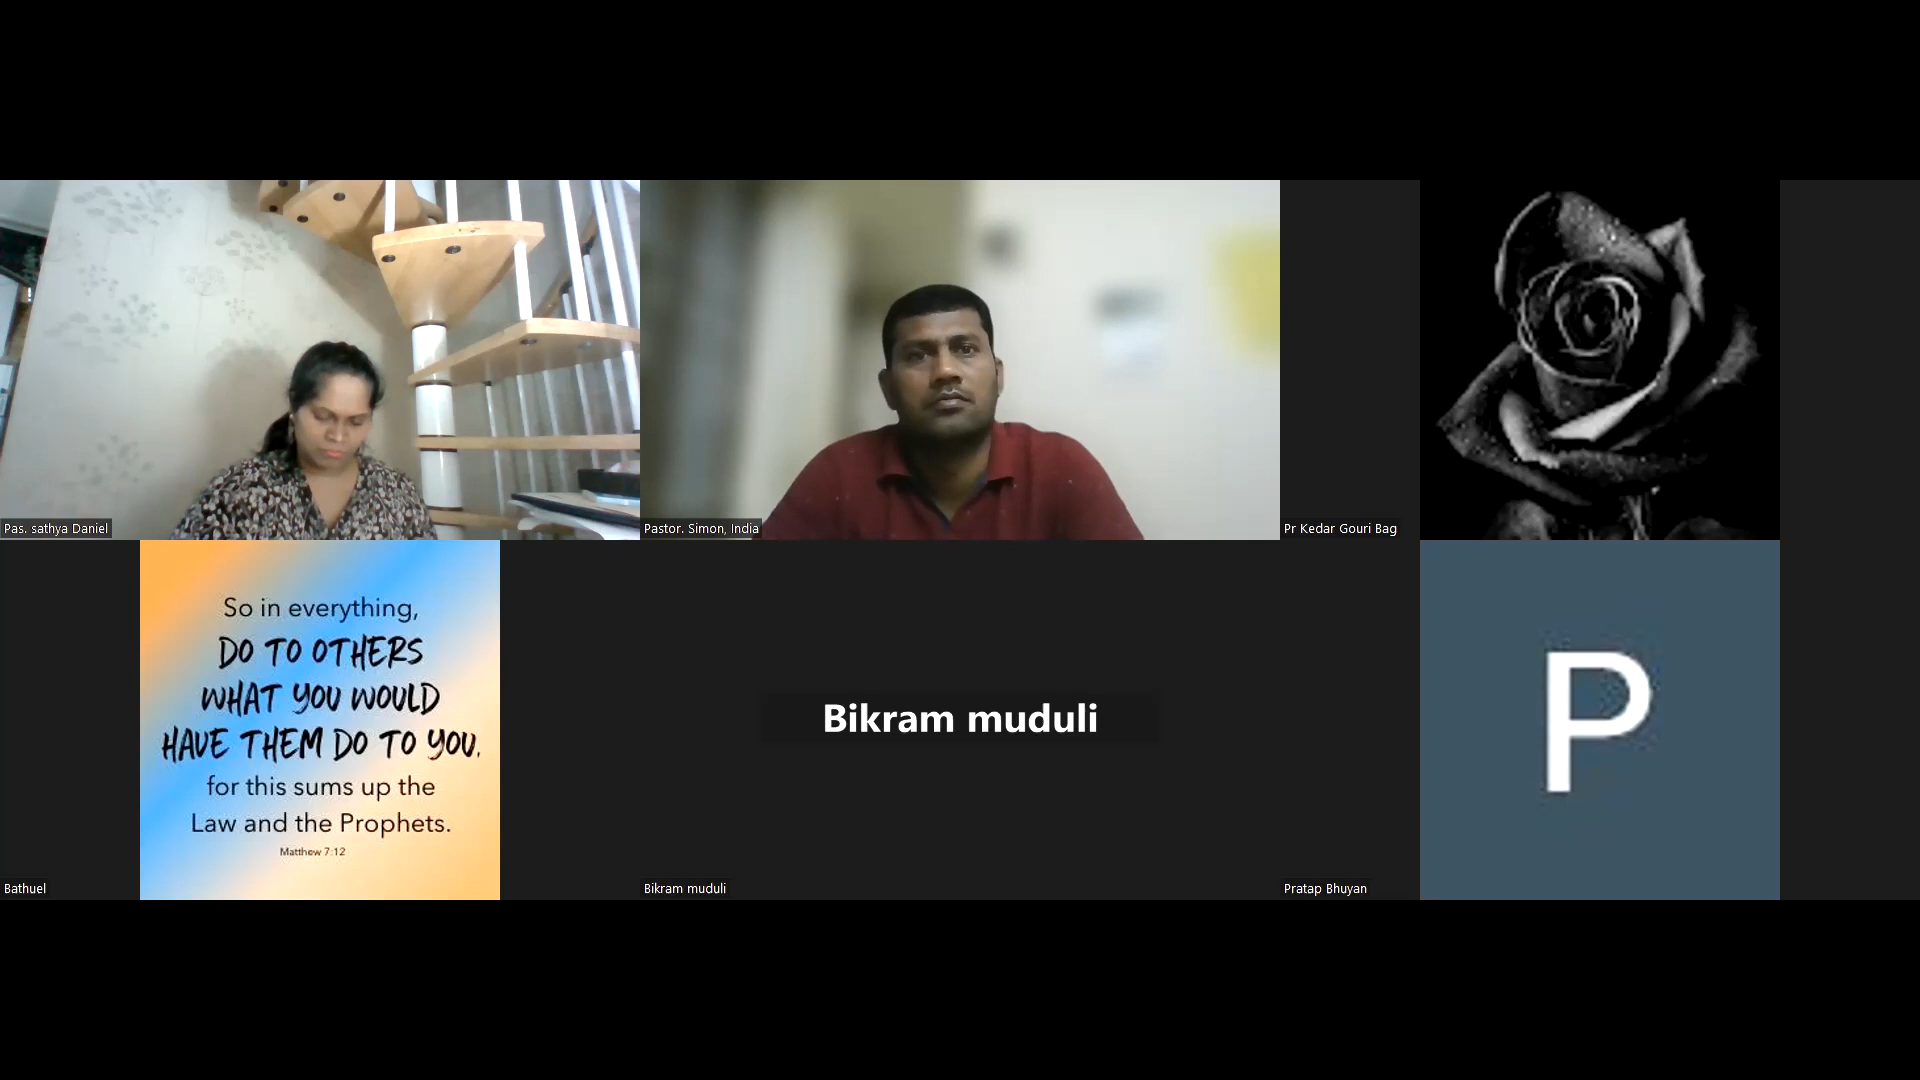 Pas. sathya Daniel
Pastor. Simon, India
Pr Kedar Gouri Bag
So in everything,
DO TO OTHERS
WHAT YOU WOULD
HAVE THEM DO TO YOU,
for this sums up the
Law and the Prophets.
Matthew 7:12
Bathuel
Bikram muduli
Bikram muduli
P
Pratap Bhuyan